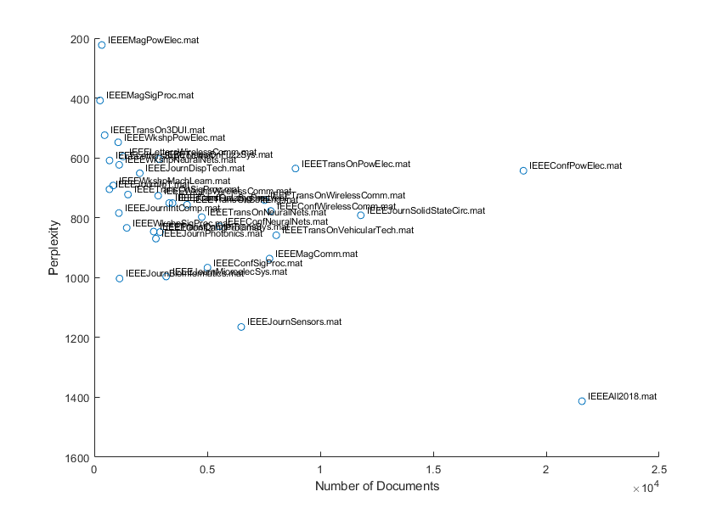 200
IEEEMagPowElec.mat
400
IEEEMagSigProc.mat
IEEETransOn3DUI.mat
IEEEWkshpPowElec.mat
600
IEEEWkshpNeuralNets.mat
IEEETransOnPowElec.mat
IEEEConfPowElec.mat
IEEEJournDispTech.mat
IEEEWkshpMachLearn.mat
IEEETransOnWirelessComm.mat
IEEEConfWirelessComm.mat
IEEEJournSolidStateCirc.mat
800
IEEEJournIntComp.mat
IEEETransOnNeuralNets.mat
IEEEConfNeuralNets.mat
IEEETransOnVehicularTech.mat
IEEEJournPhotonics.mat
IEEEMagComm.mat
IEEEConfSigProc.mat
1000
IEEEJournSensors.mat
1200
1400
IEEEAll2018.mat
1600
Perplexity
0 0.5 1 1.5 2 2.5
Number of Documents
×10⁴